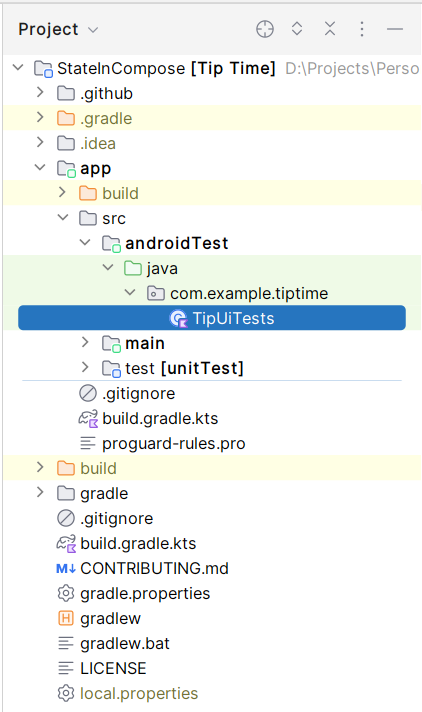 Project
StateInCompose [Tip Time] D:\Projects\Perso
.github
.gradle
.idea
app
build
src
androidTest
java
com.example.tiptime
TipUiTests
main
test [unitTest]
.gitignore
build.gradle.kts
proguard-rules.pro
build
gradle
.gitignore
build.gradle.kts
M↓ CONTRIBUTING.md
gradle.properties
H gradlew
gradlew.bat
LICENSE
local.properties